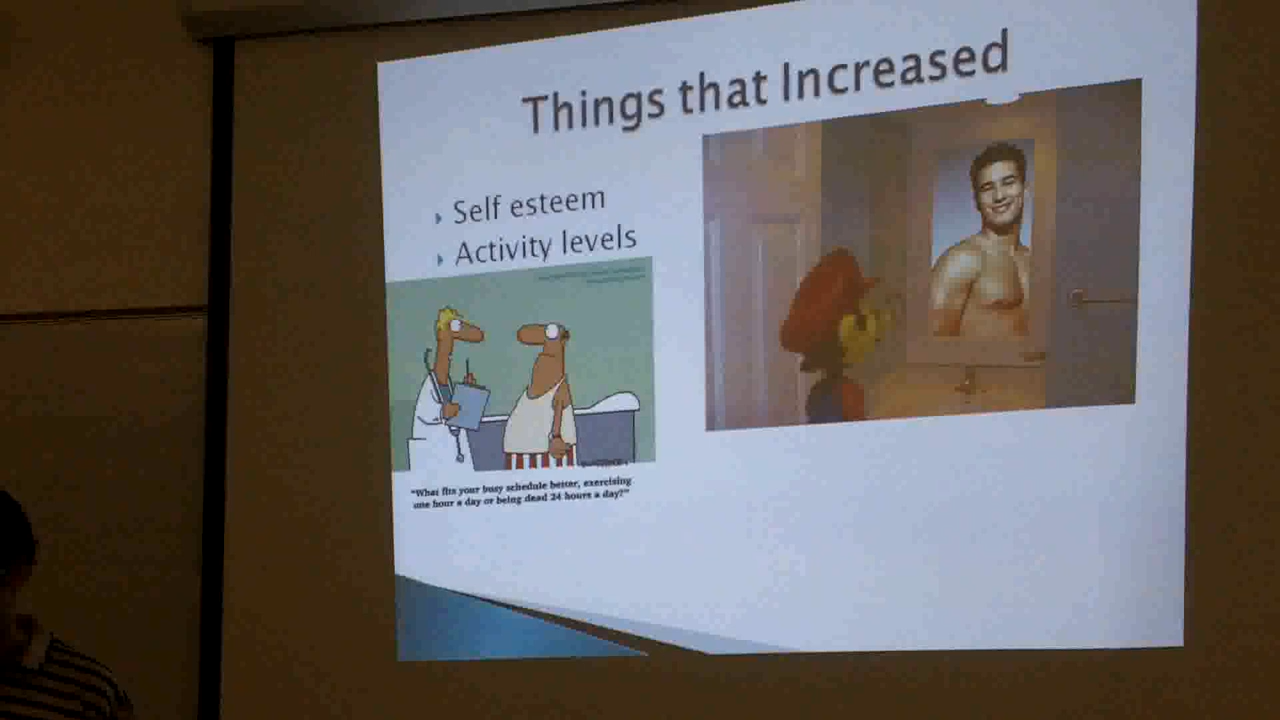 Things that Increased
Self esteem
Activity levels
"What fits your busy schedule better, exercising
one hour a day or being dead 24 hours a day?"